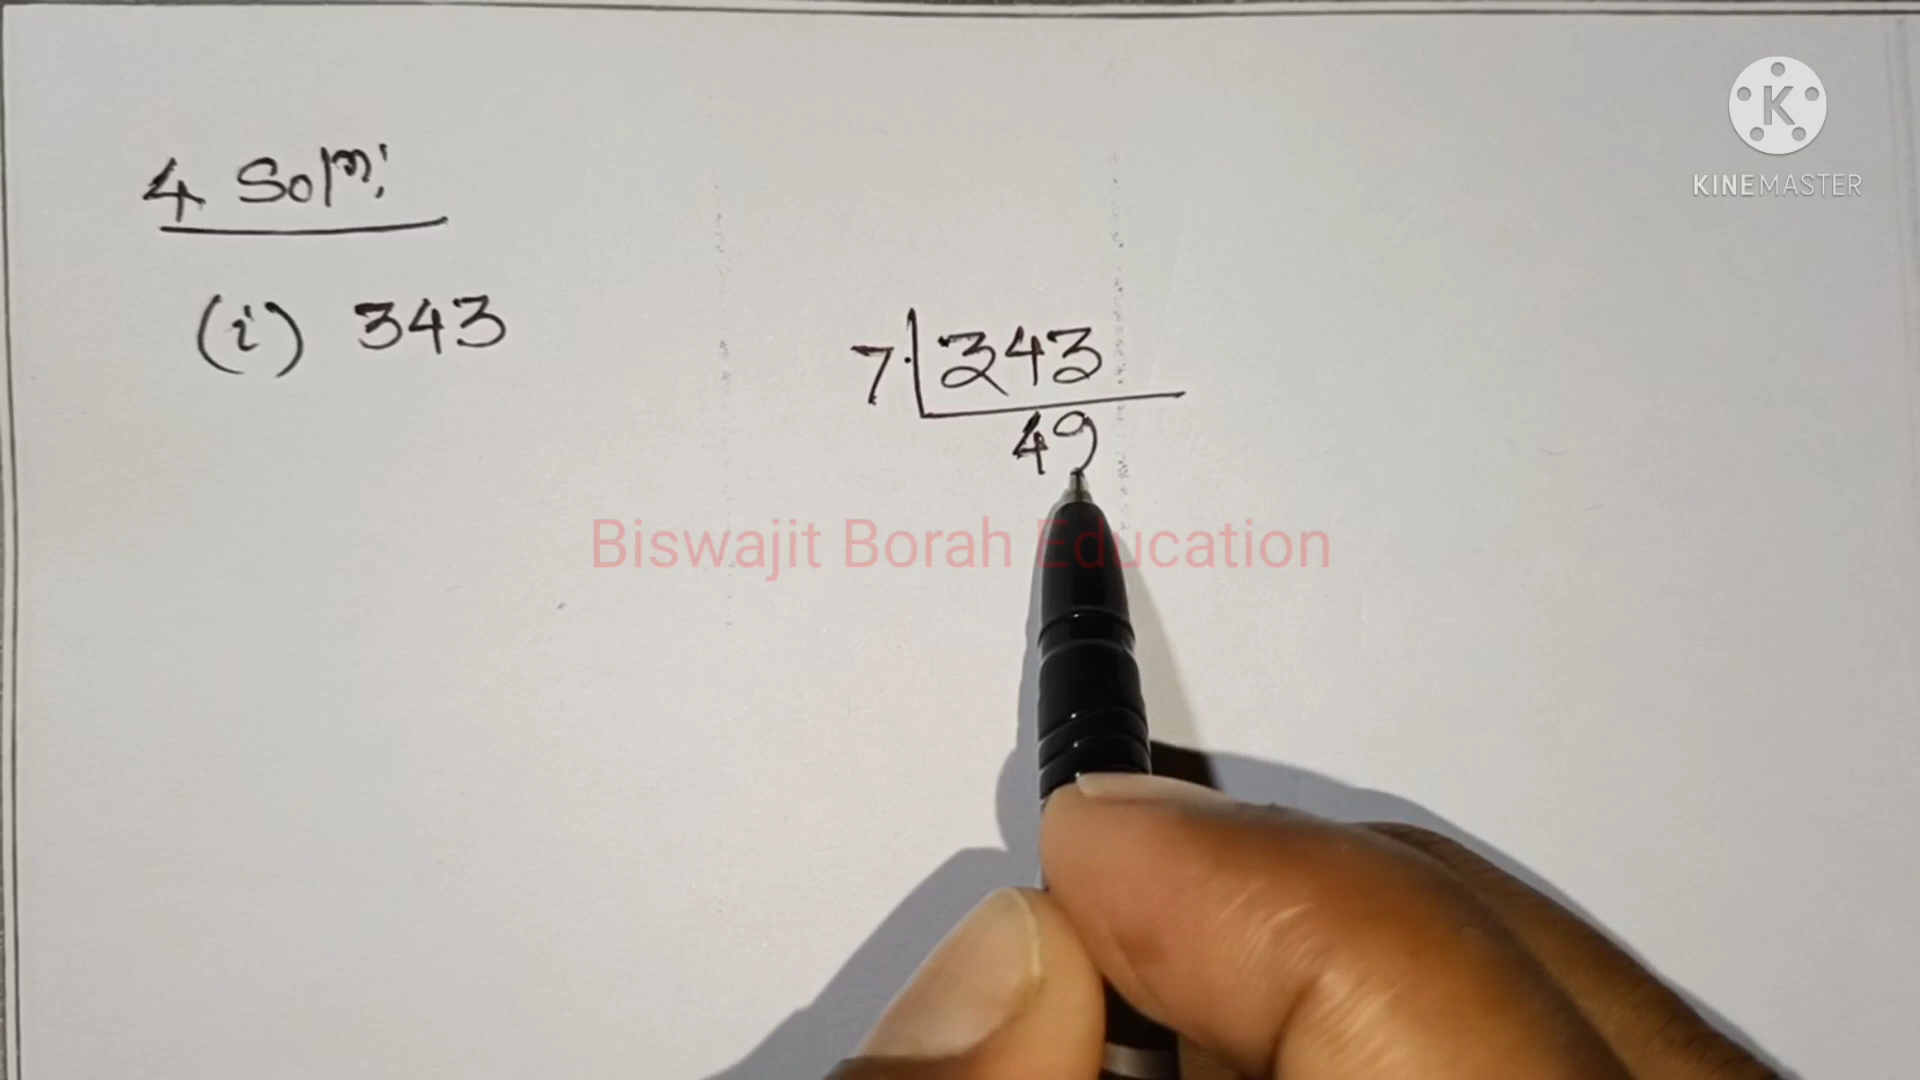 4 Solⁿ:
(i) 343
7 | 343
49
Biswajit Borah Education
K
KINEMASTER